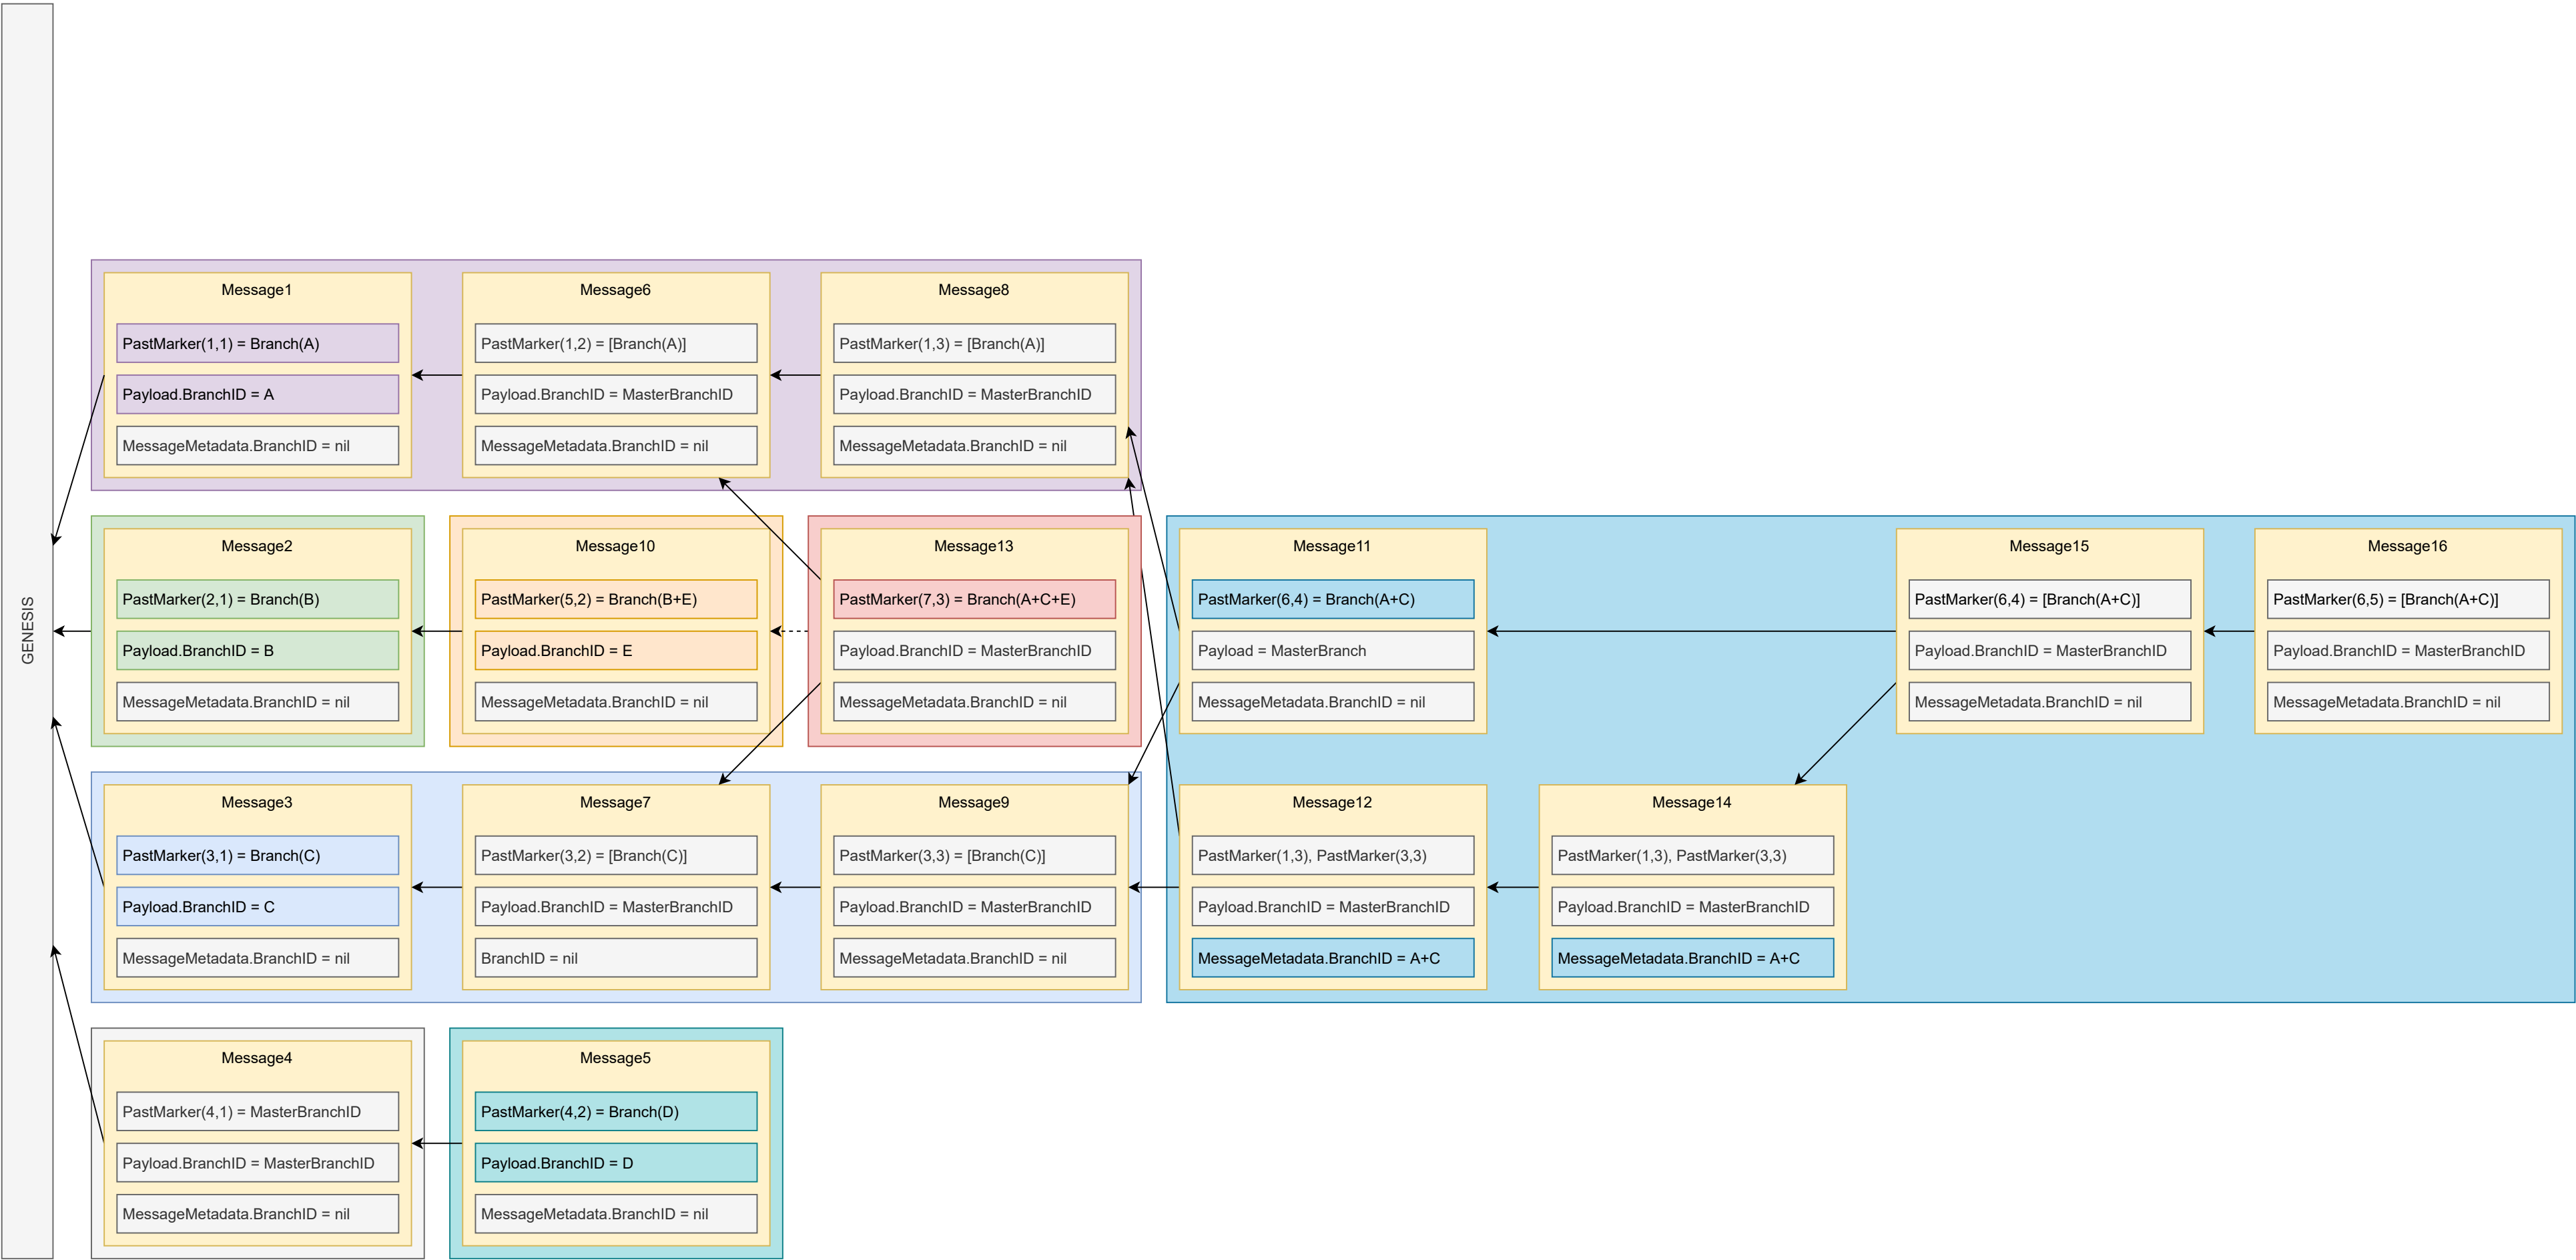 GENESIS
Message1
PastMarker(1,1) = Branch(A)
Payload.BranchID = A
MessageMetadata.BranchID = nil
Message6
PastMarker(1,2) = [Branch(A)]
Payload.BranchID = MasterBranchID
MessageMetadata.BranchID = nil
Message8
PastMarker(1,3) = [Branch(A)]
Payload.BranchID = MasterBranchID
MessageMetadata.BranchID = nil
Message2
PastMarker(2,1) = Branch(B)
Payload.BranchID = B
MessageMetadata.BranchID = nil
Message10
PastMarker(5,2) = Branch(B+E)
Payload.BranchID = E
MessageMetadata.BranchID = nil
Message13
PastMarker(7,3) = Branch(A+C+E)
Payload.BranchID = MasterBranchID
MessageMetadata.BranchID = nil
Message11
PastMarker(6,4) = Branch(A+C)
Payload = MasterBranch
MessageMetadata.BranchID = nil
Message15
PastMarker(6,4) = [Branch(A+C)]
Payload.BranchID = MasterBranchID
MessageMetadata.BranchID = nil
Message16
PastMarker(6,5) = [Branch(A+C)]
Payload.BranchID = MasterBranchID
MessageMetadata.BranchID = nil
Message3
PastMarker(3,1) = Branch(C)
Payload.BranchID = C
MessageMetadata.BranchID = nil
Message7
PastMarker(3,2) = [Branch(C)]
Payload.BranchID = MasterBranchID
BranchID = nil
Message9
PastMarker(3,3) = [Branch(C)]
Payload.BranchID = MasterBranchID
MessageMetadata.BranchID = nil
Message12
PastMarker(1,3), PastMarker(3,3)
Payload.BranchID = MasterBranchID
MessageMetadata.BranchID = A+C
Message14
PastMarker(1,3), PastMarker(3,3)
Payload.BranchID = MasterBranchID
MessageMetadata.BranchID = A+C
Message4
PastMarker(4,1) = MasterBranchID
Payload.BranchID = MasterBranchID
MessageMetadata.BranchID = nil
Message5
PastMarker(4,2) = Branch(D)
Payload.BranchID = D
MessageMetadata.BranchID = nil